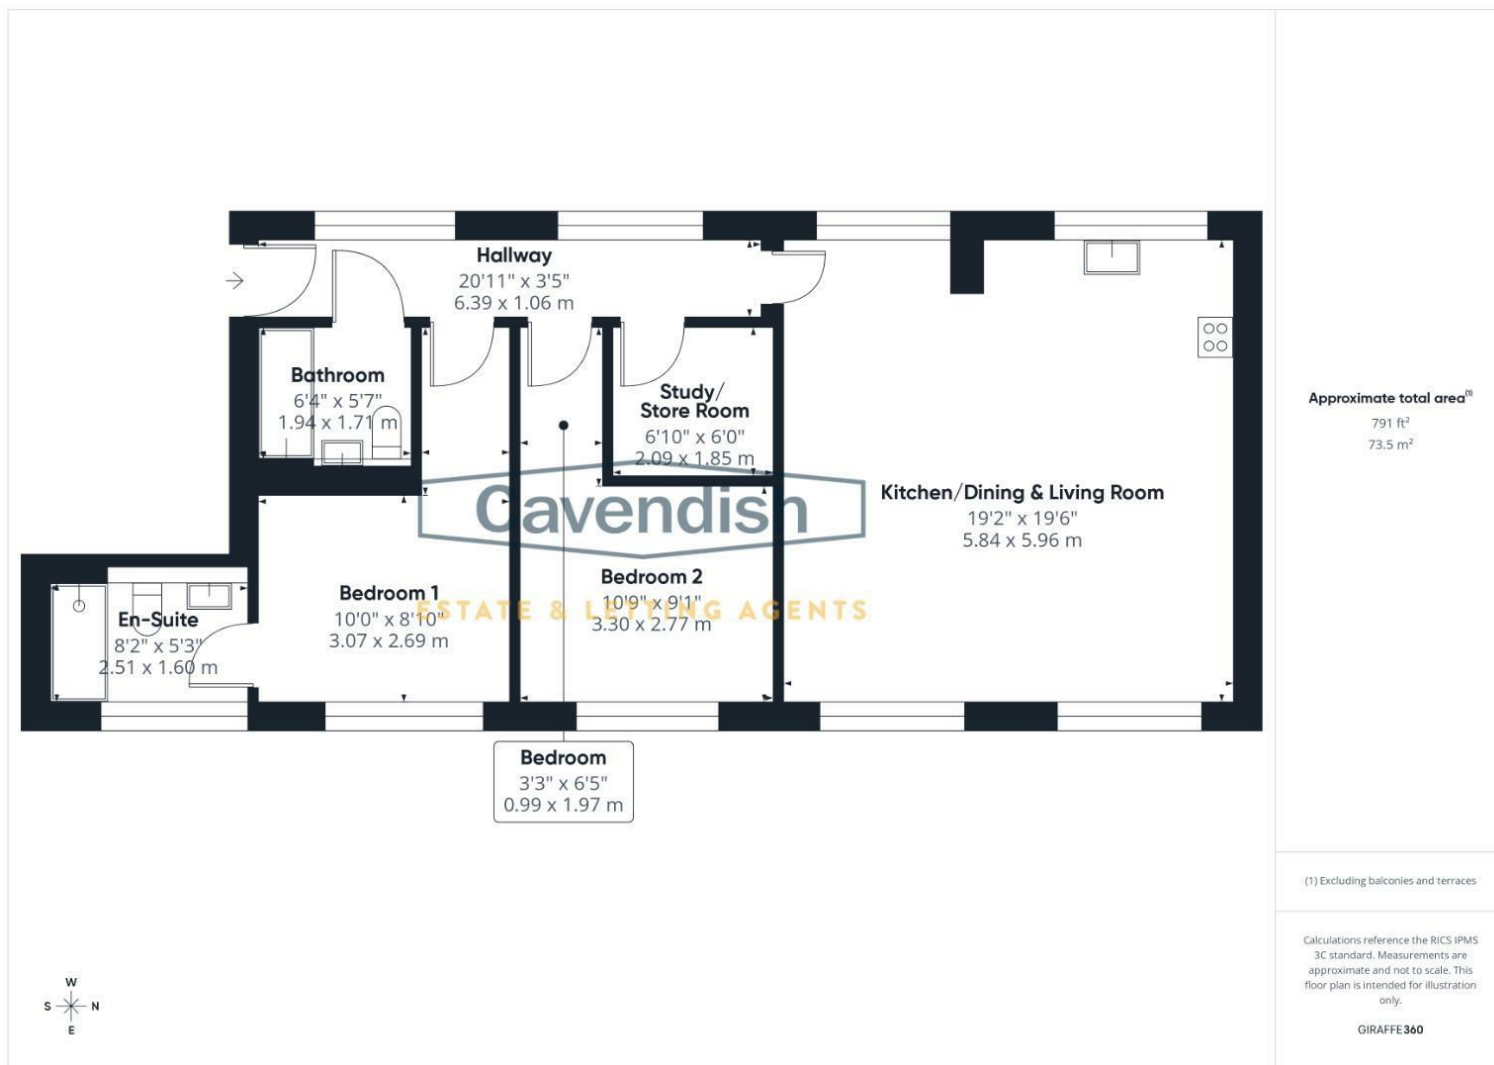 Hallway
20'11" x 3'5"
6.39 x 1.06 m
Bathroom
6'4" x 5'7"
1.94 x 1.71 m
Study/
Store Room
6'10" x 6'0"
2.09 x 1.85 m
Kitchen/Dining & Living Room
19'2" x 19'6"
5.84 x 5.96 m
Cavendish
ESTATE & LETTING AGENTS
En-Suite
8'2" x 5'3"
2.51 x 1.60 m
Bedroom 1
10'0" x 8'10"
3.07 x 2.69 m
Bedroom 2
10'9" x 9'1"
3.30 x 2.77 m
Bedroom
3'3" x 6'5"
0.99 x 1.97 m
W
S N
E
Approximate total area(1)
791 ft²
73.5 m²
(1) Excluding balconies and terraces
Calculations reference the RICS IPMS
3C standard. Measurements are
approximate and not to scale. This
floor plan is intended for illustration
only.
GIRAFFE360